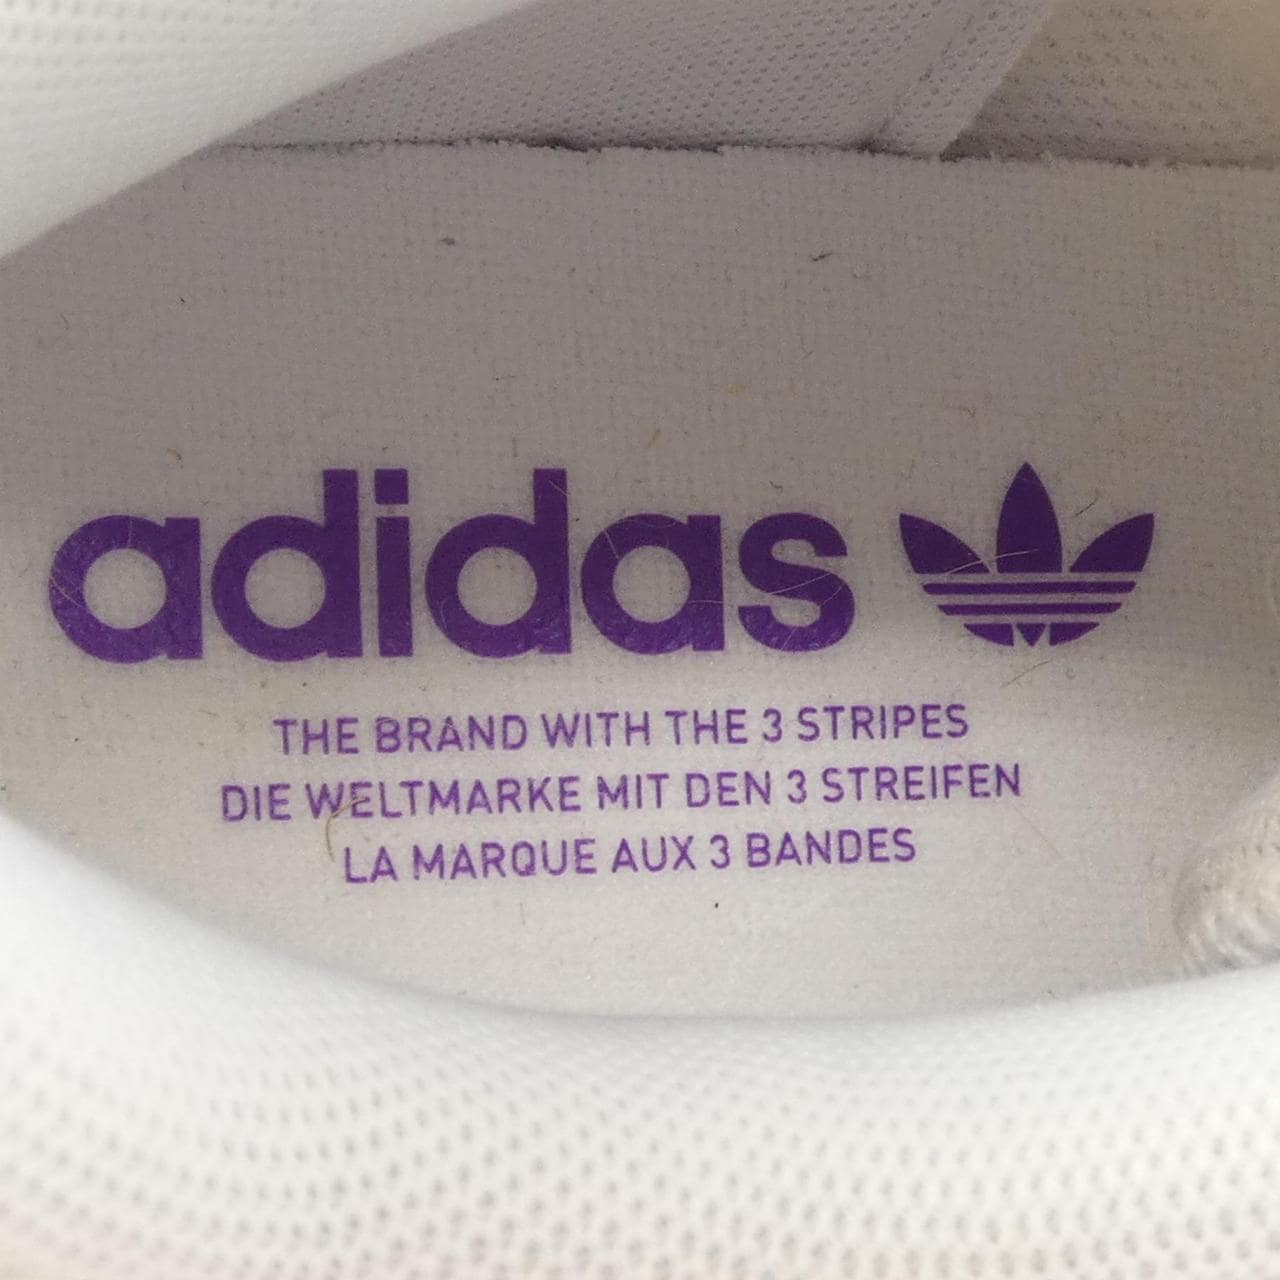 adidas
THE BRAND WITH THE 3 STRIPES
DIE WELTMARKE MIT DEN 3 STREIFEN
LA MARQUE AUX 3 BANDES